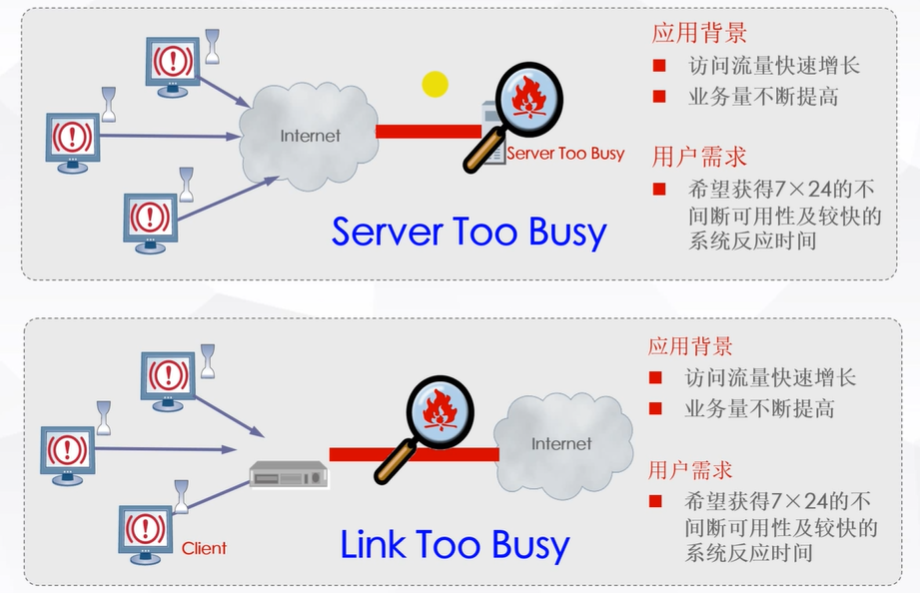 应用背景
访问流量快速增长
业务量不断提高
Internet
Server Too Busy
用户需求
希望获得7×24的不
间断可用性及较快的
系统反应时间
Server Too Busy
应用背景
访问流量快速增长
业务量不断提高
Internet
用户需求
希望获得7×24的不
间断可用性及较快的
系统反应时间
Client
Link Too Busy